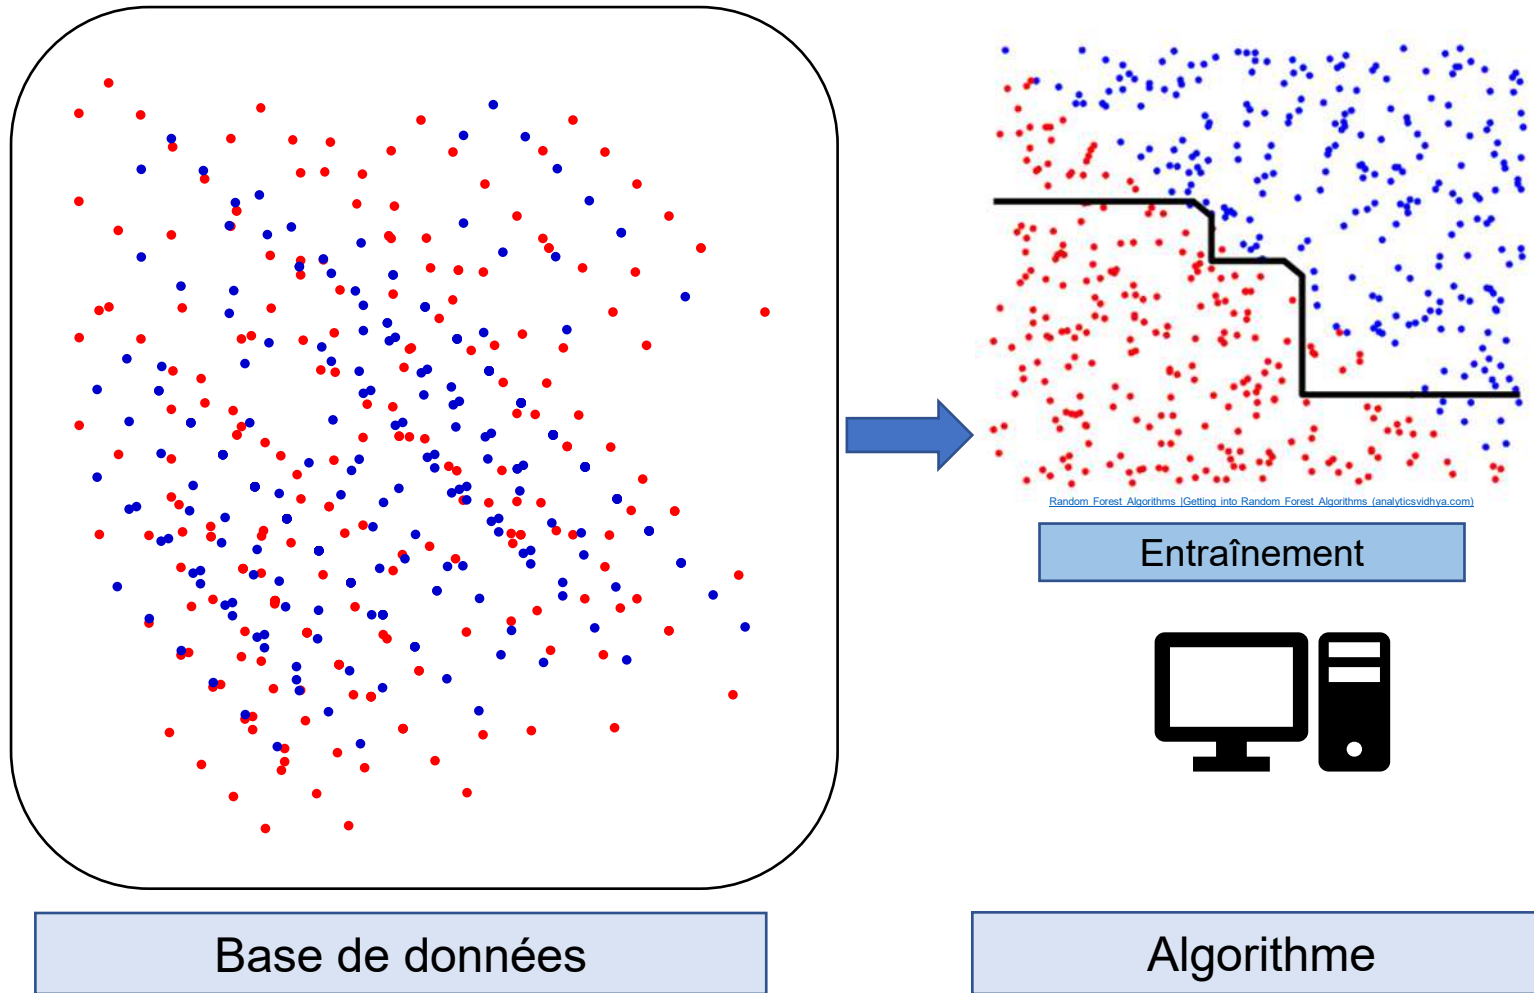 Random Forest Algorithms |Getting into Random Forest Algorithms (analyticsvidhya.com)
Entraînement
Base de données
Algorithme